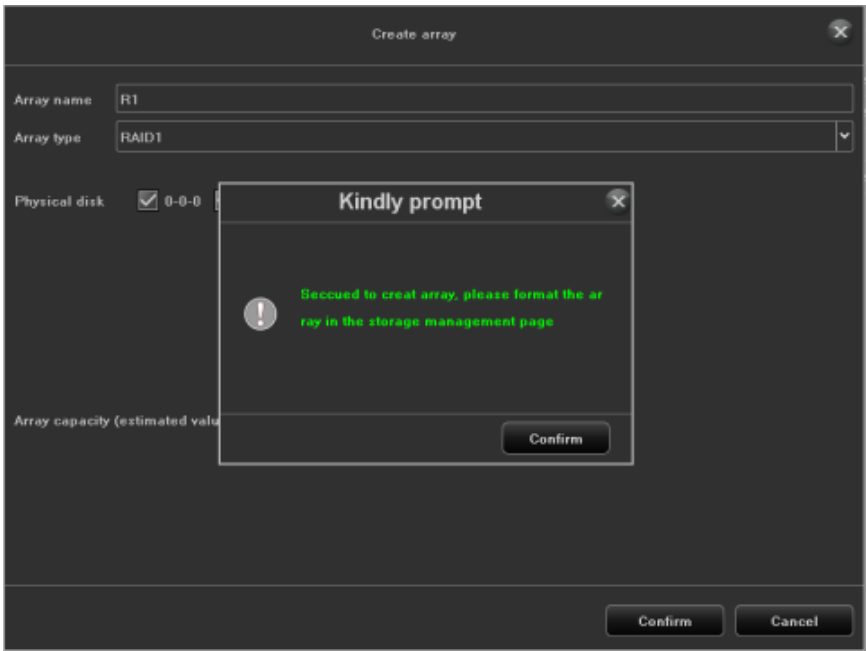 Create array
Array name R1
Array type RAID1
Physical disk 0-0-0
Kindly prompt
Seccued to creat array, please format the ar
ray in the storage management page
Array capacity (estimated valu
Confirm
Confirm Cancel